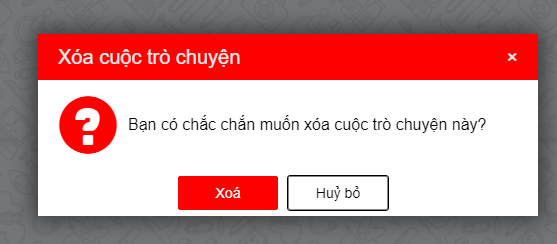 Xóa cuộc trò chuyện
×
?
Bạn có chắc chắn muốn xóa cuộc trò chuyện này?
Xoá
Huỷ bỏ